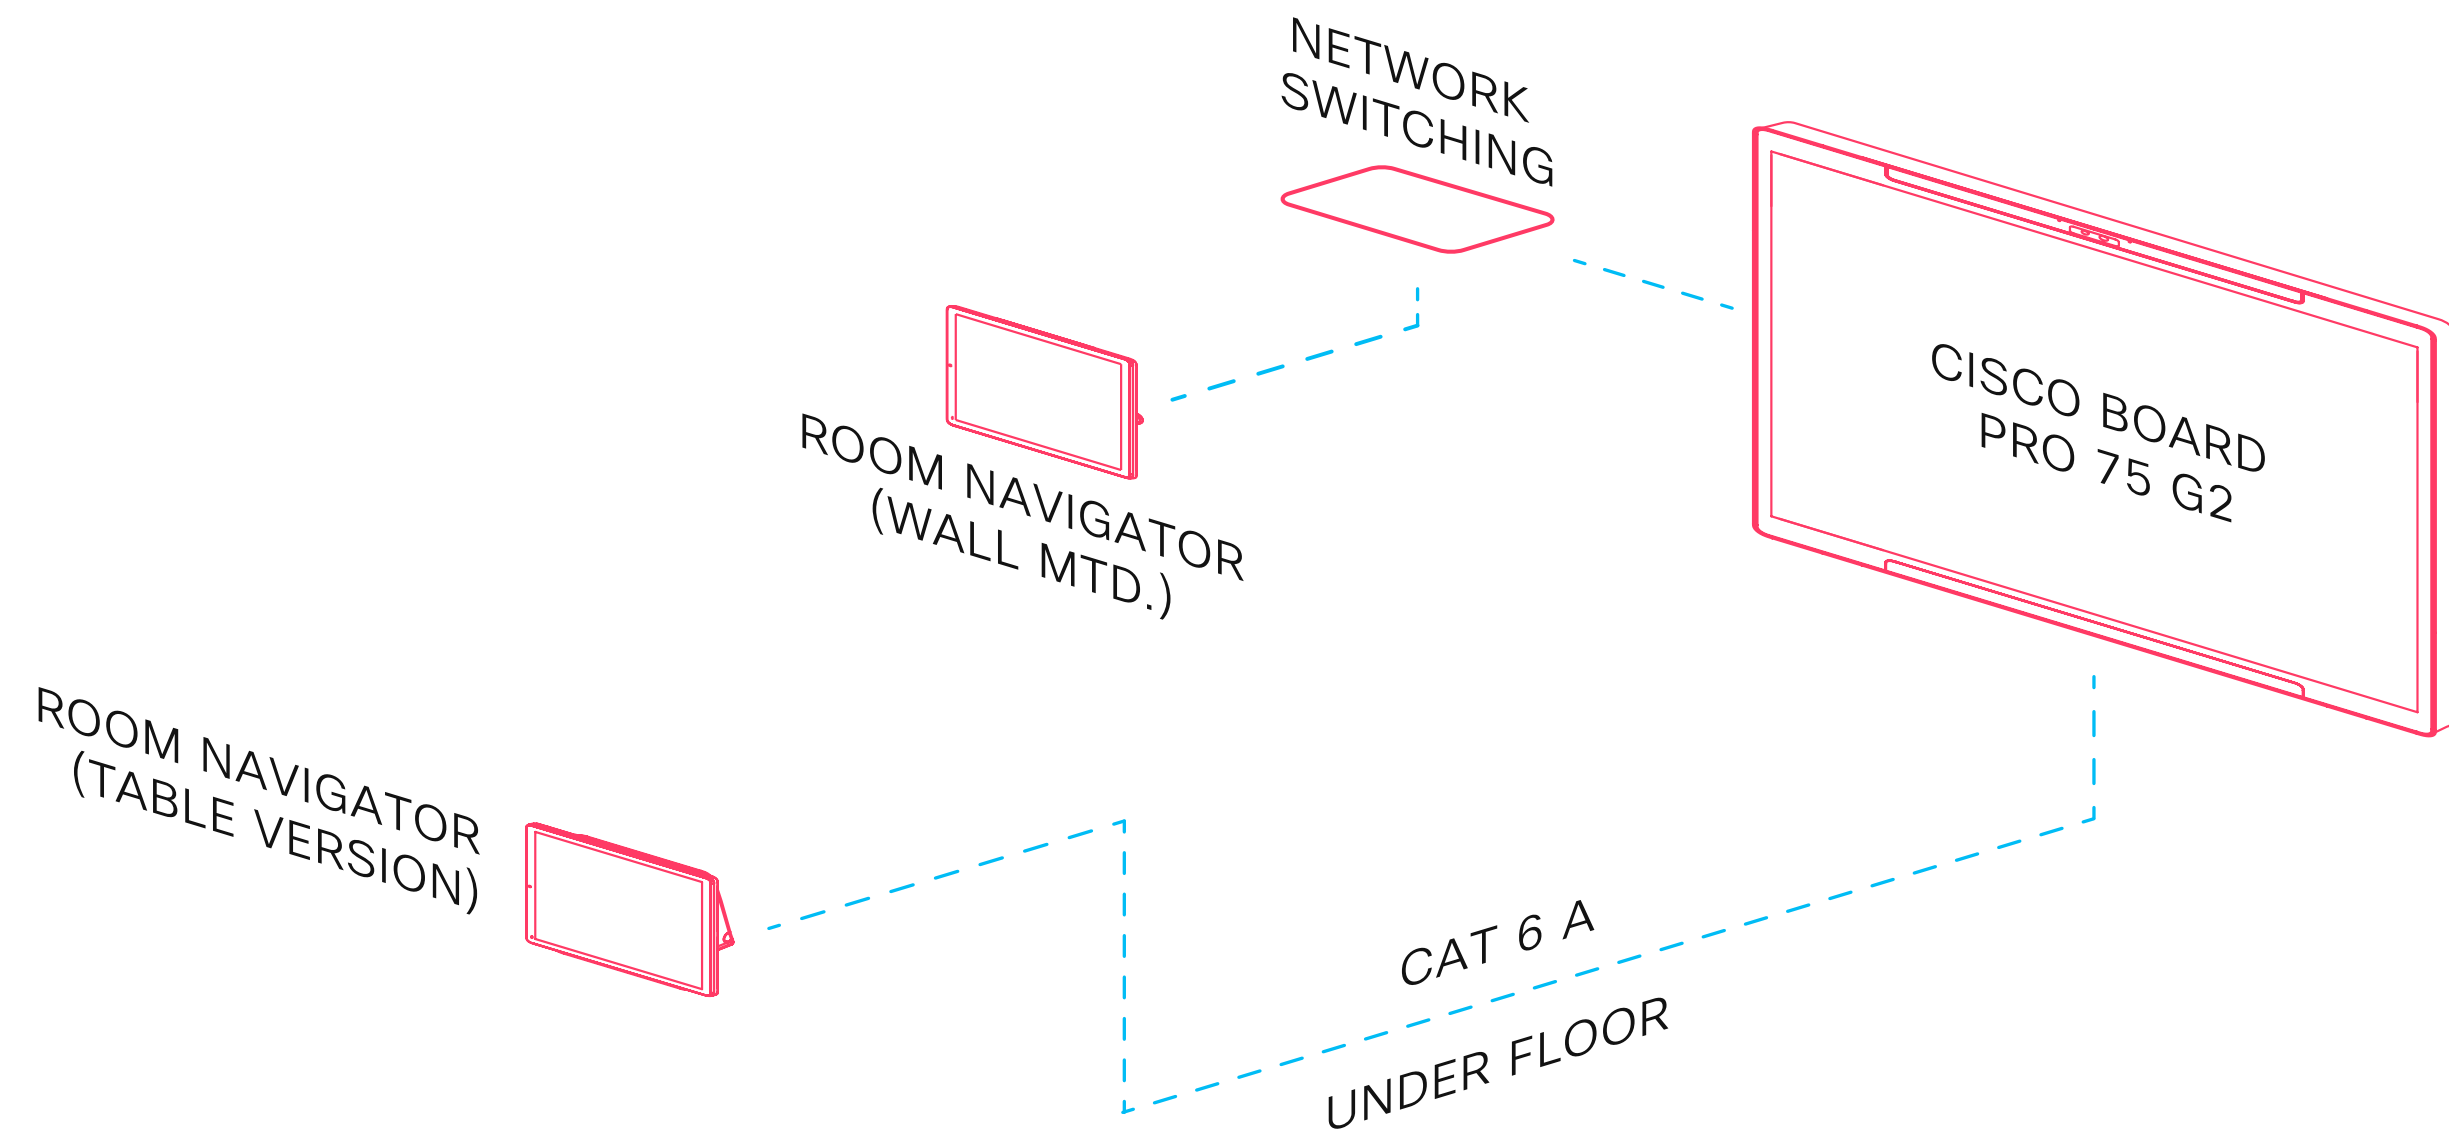 NETWORK
SWITCHING
CISCO BOARD
PRO 75 G2
ROOM NAVIGATOR
(WALL MTD.)
ROOM NAVIGATOR
(TABLE VERSION)
CAT 6 A
UNDER FLOOR